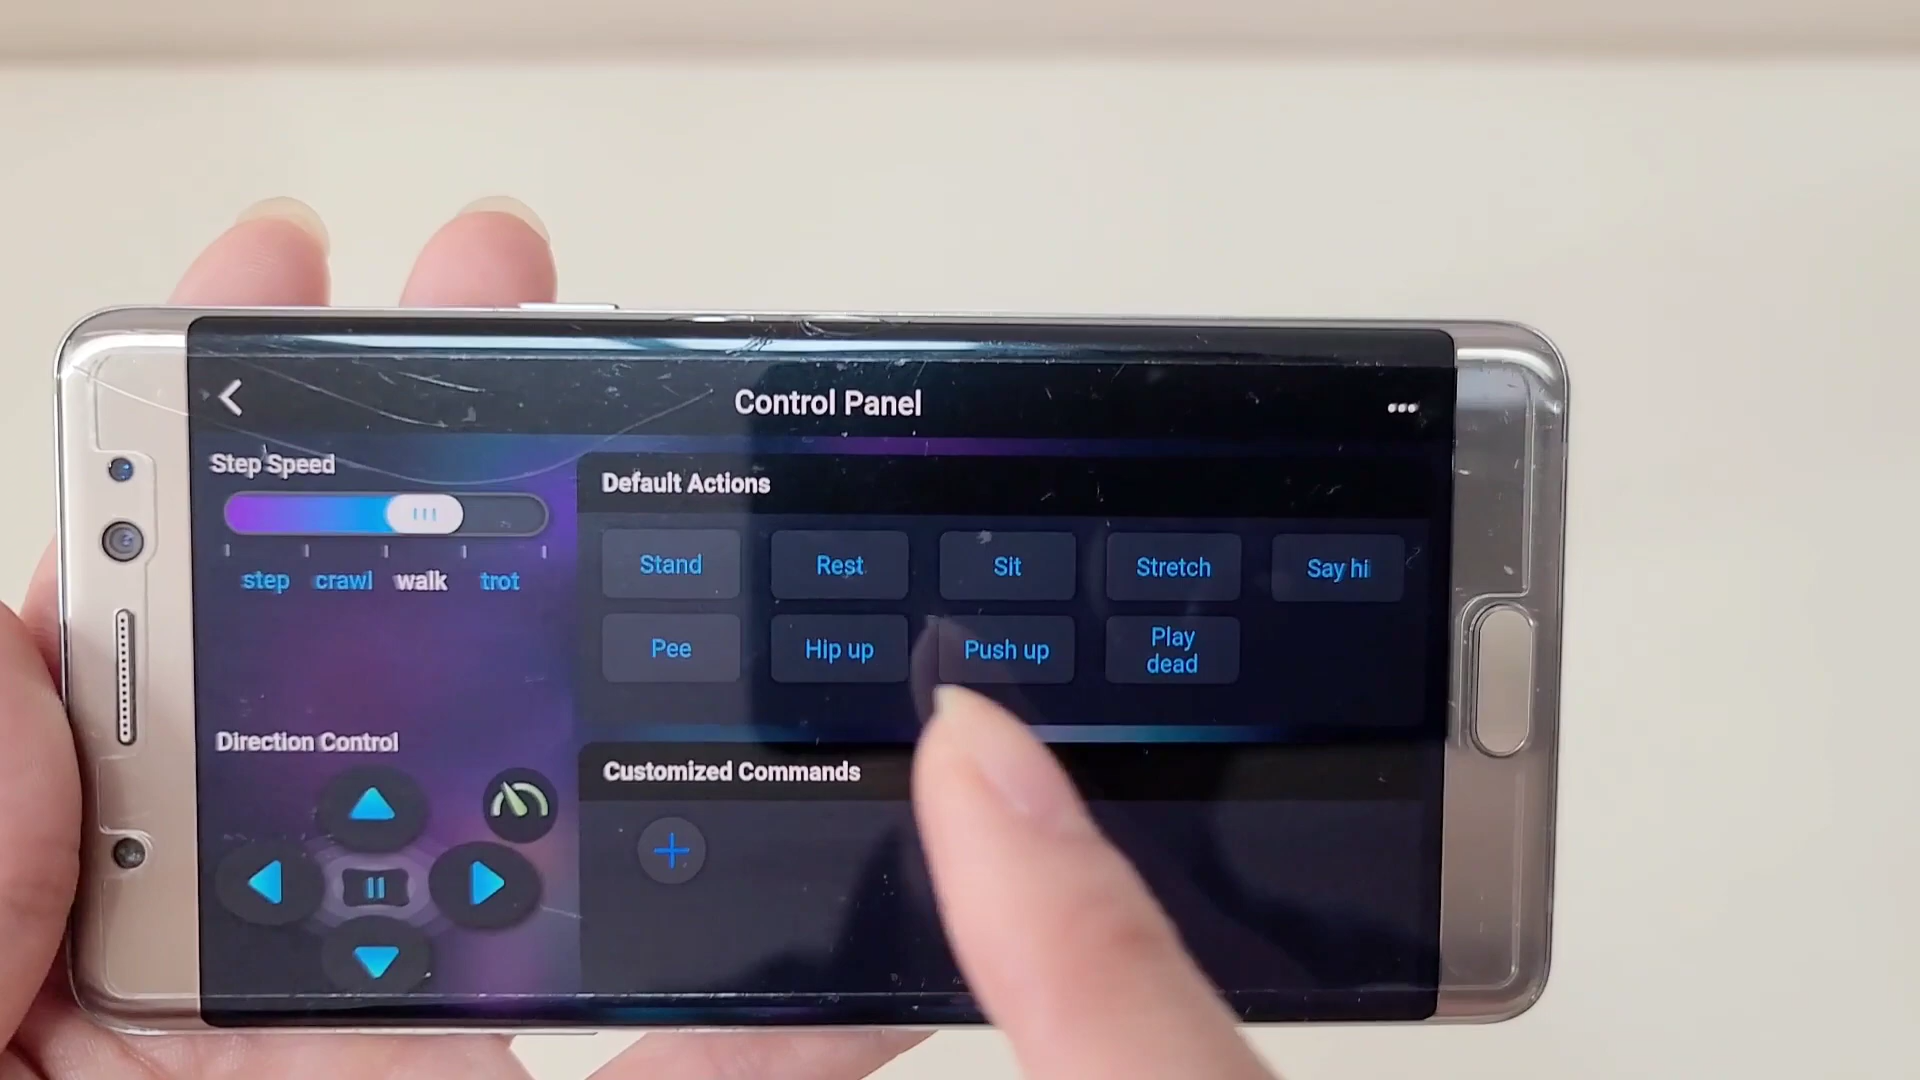 Control Panel
Step Speed
step crawl walk trot
Direction Control
Default Actions
Stand Rest Sit Stretch Say hi
Pee Hip up Push up Play
dead
Customized Commands